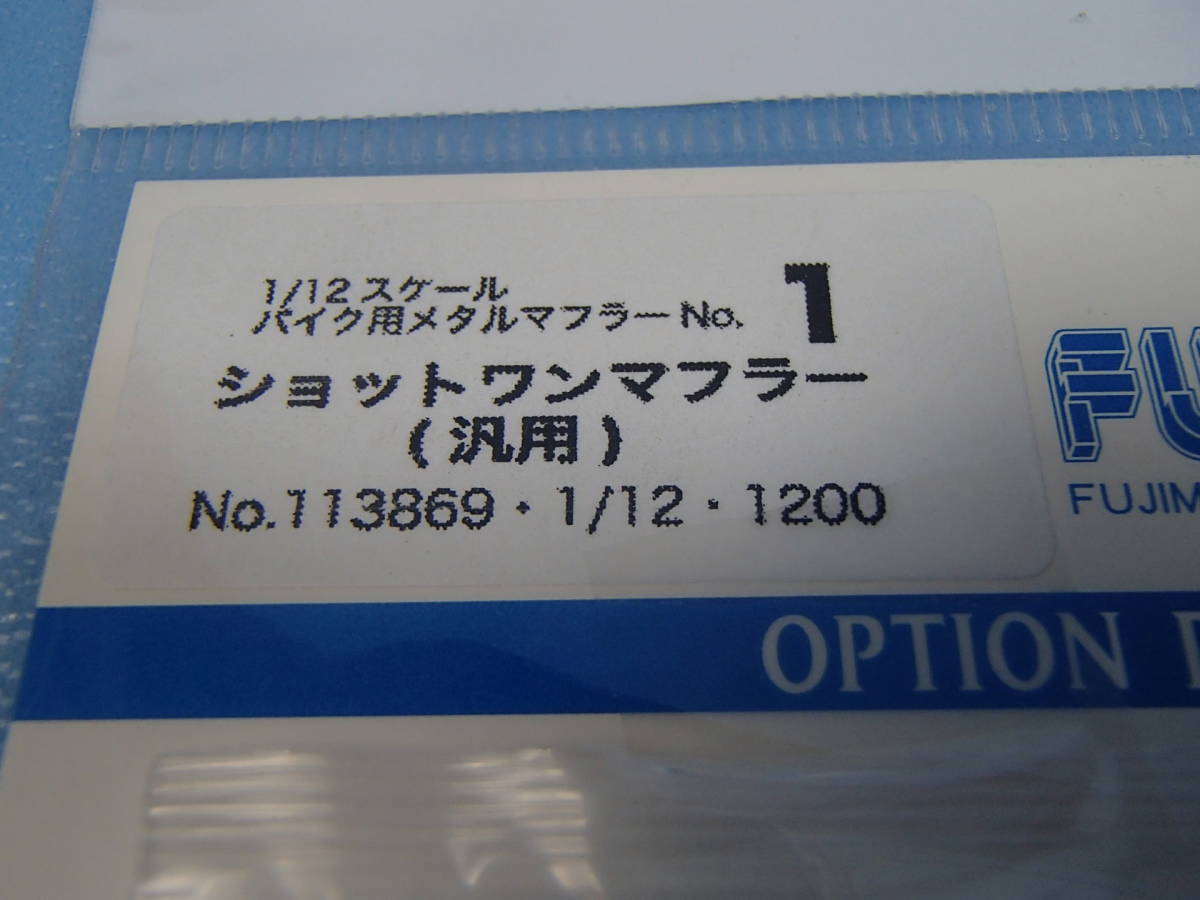 1/12スケール
バイク用メタルマフラーNo. 1
ショットワンマフラー
(汎用)
No.113869・1/12・1200
FU
FUJIM
OPTION